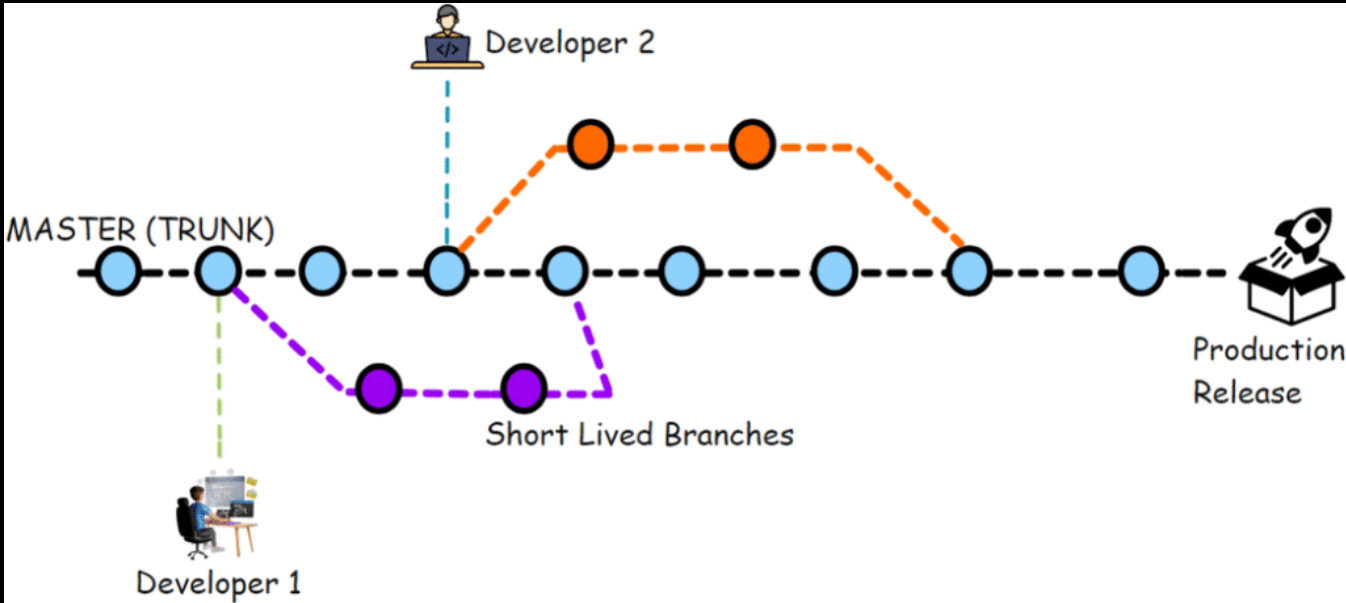 Developer 2
MASTER (TRUNK)
Production
Release
Short Lived Branches
Developer 1